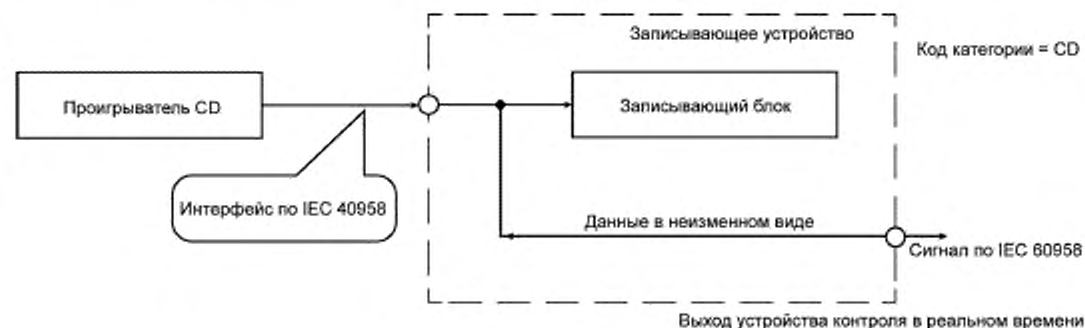 Записывающее устройство
Код категории = CD
Проигрыватель CD
Записывающий блок
Интерфейс по IEC 40958
Данные в неизменном виде
Сигнал по IEC 60958
Выход устройства контроля в реальном времени